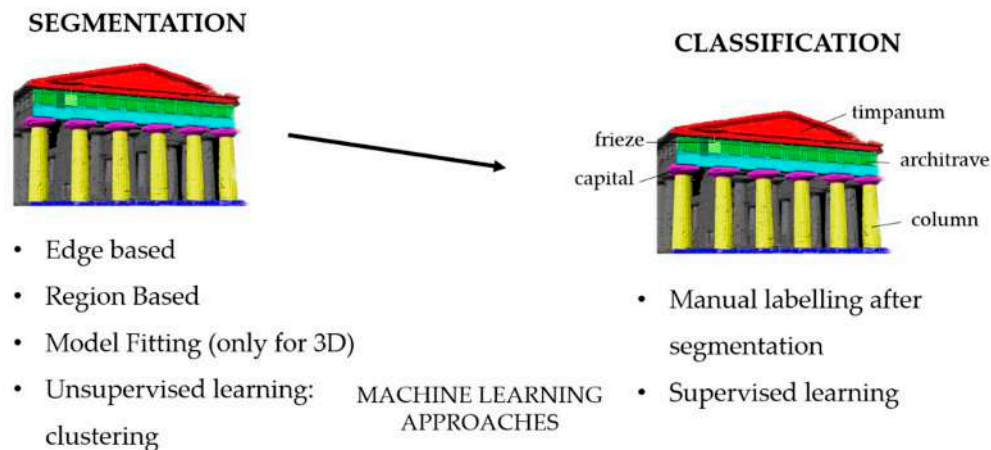 SEGMENTATION
• Edge based
• Region Based
• Model Fitting (only for 3D)
• Unsupervised learning:
clustering
MACHINE LEARNING
APPROACHES
CLASSIFICATION
timpanum
frieze
architrave
capital
column
• Manual labelling after
segmentation
• Supervised learning